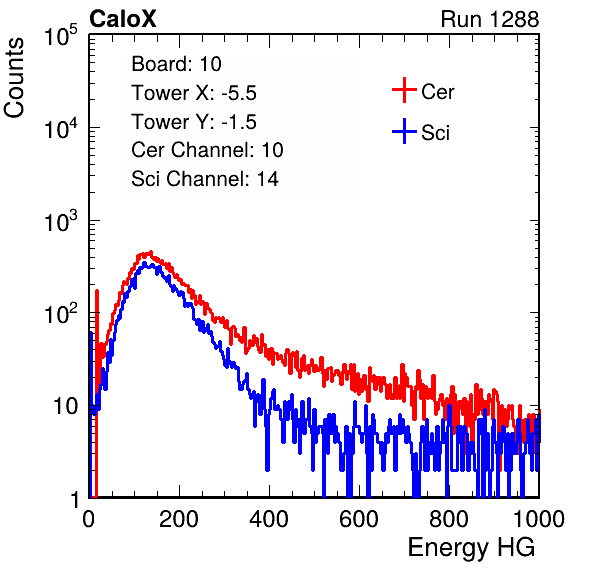 CaloX Run 1288
Counts
Board: 10
Tower X: -5.5
Tower Y: -1.5
Cer Channel: 10
Sci Channel: 14
Cer
Sci
10^5
10^4
10^3
10^2
10
1
0 200 400 600 800 1000
Energy HG